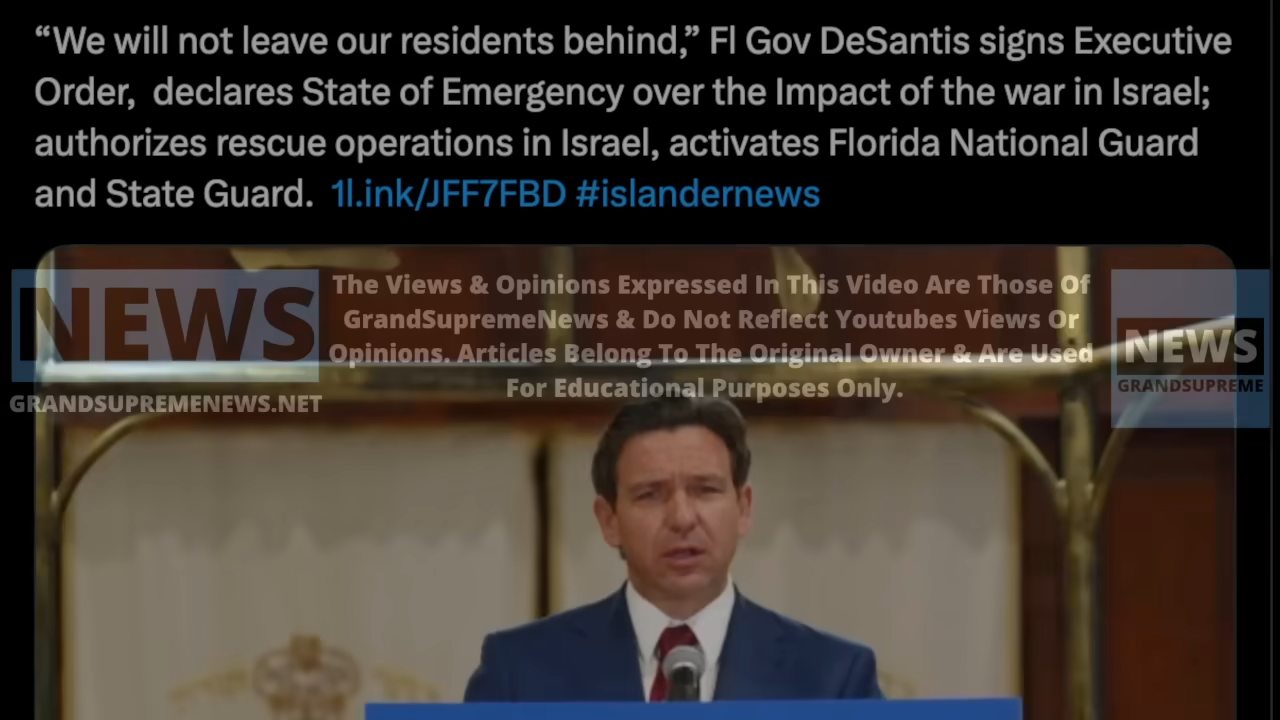 “We will not leave our residents behind,” Fl Gov DeSantis signs Executive
Order, declares State of Emergency over the Impact of the war in Israel;
authorizes rescue operations in Israel, activates Florida National Guard
and State Guard. 1l.ink/JFF7FBD #islandernews
NEWS
GRANDSUPREMENEWS.NET
The Views & Opinions Expressed In This Video Are Those Of
GrandSupremeNews & Do Not Reflect Youtubes Views Or
Opinions. Articles Belong To The Original Owner & Are Used
For Educational Purposes Only.
NEWS
GRANDSUPREME